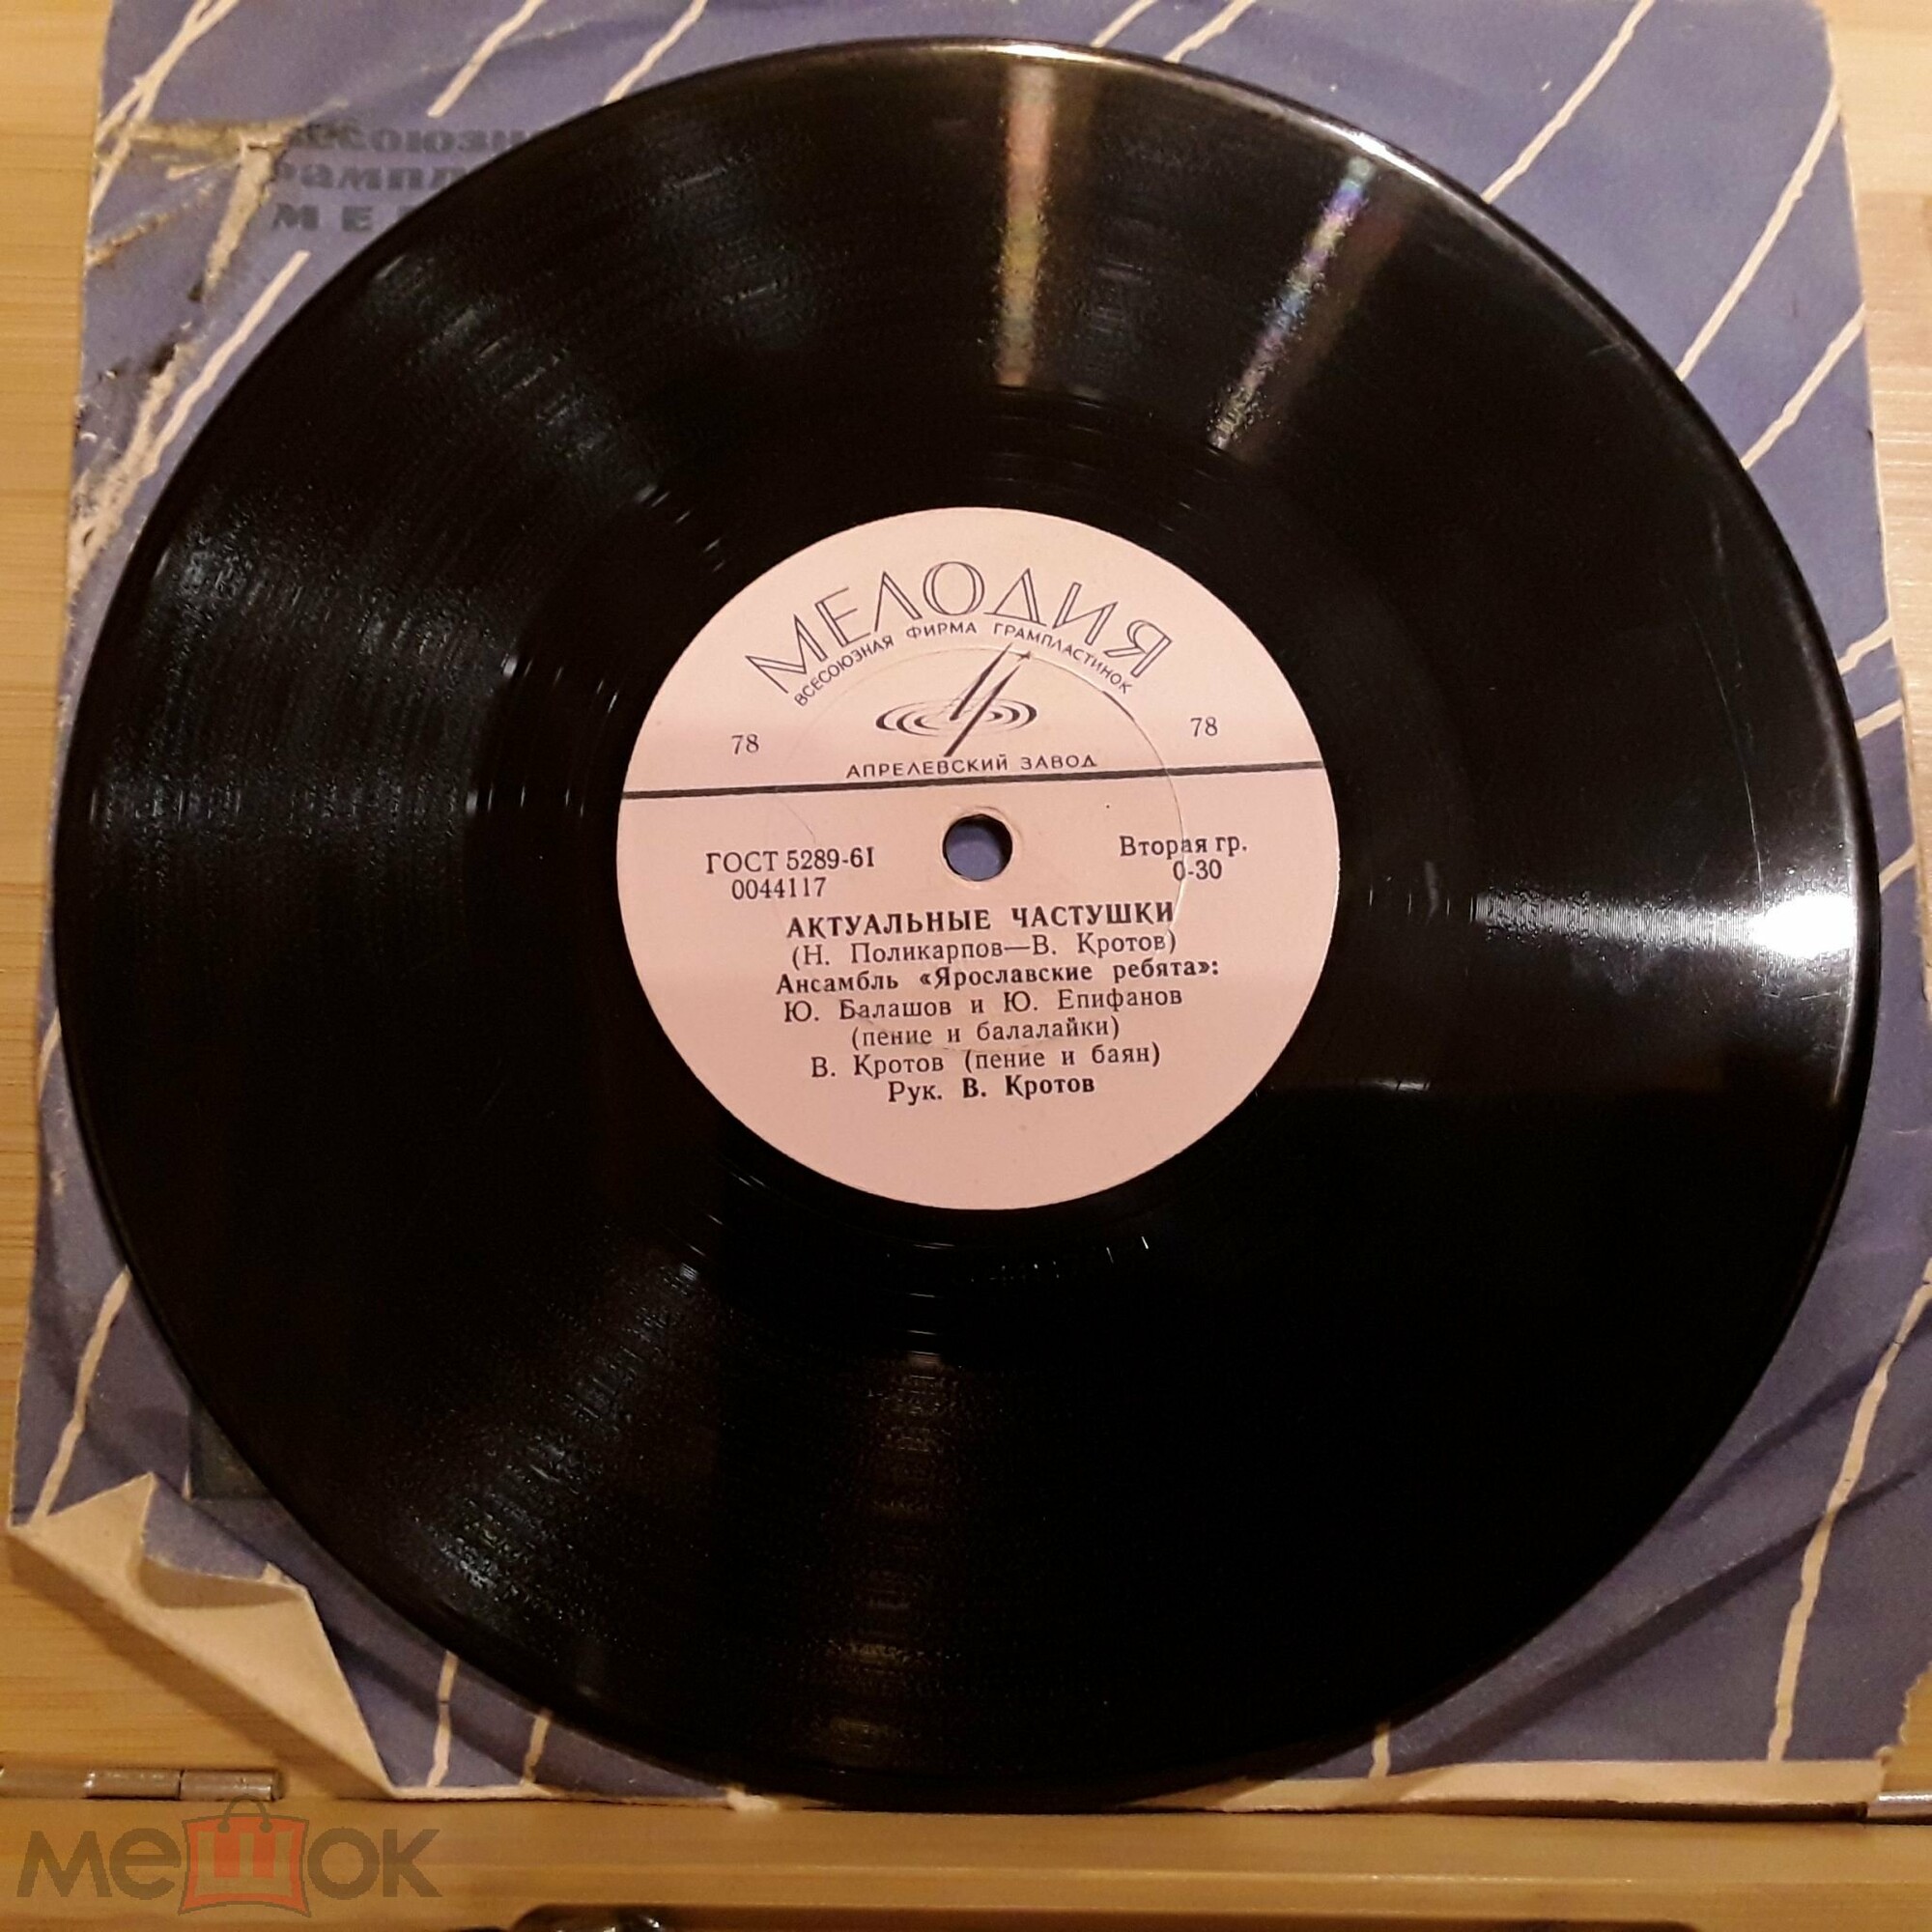 МЕЛОДИЯ
ВСЕСОЮЗНАЯ ФИРМА ГРАМПЛАСТИНОК
78 78
АПРЕЛЕВСКИЙ ЗАВОД
ГОСТ 5289-61 Вторая гр.
0044117 0-30
АКТУАЛЬНЫЕ ЧАСТУШКИ
(Н. Поликарпов—В. Кротов)
Ансамбль «Ярославские ребята»:
Ю. Балашов и Ю. Епифанов
(пение и балалайки)
В. Кротов (пение и баян)
Рук. В. Кротов
мешок